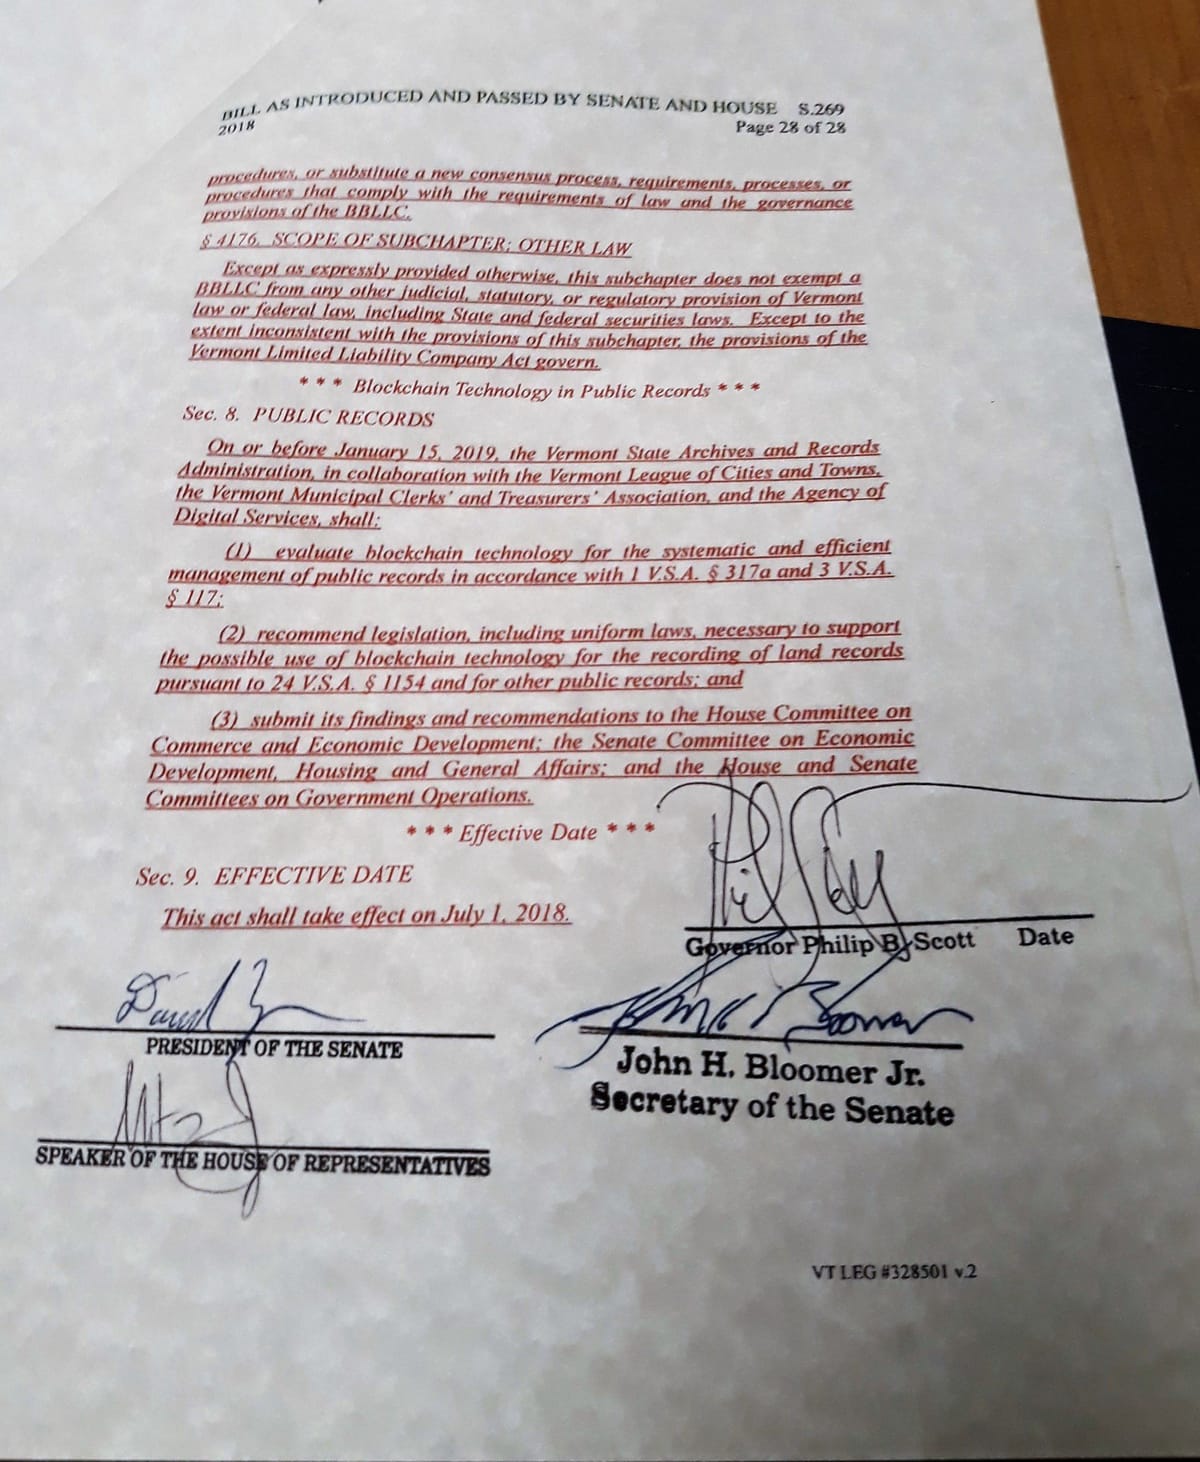 BILL AS INTRODUCED AND PASSED BY SENATE AND HOUSE S.269
2018 Page 28 of 28
procedures, or substitute a new consensus process, requirements, processes, or
procedures that comply with the requirements of law and the governance
provisions of the BBLLC.
§ 4176. SCOPE OF SUBCHAPTER; OTHER LAW
Except as expressly provided otherwise, this subchapter does not exempt a
BBLLC from any other judicial, statutory, or regulatory provision of Vermont
law or federal law, including State and federal securities laws. Except to the
extent inconsistent with the provisions of this subchapter, the provisions of the
Vermont Limited Liability Company Act govern.
* * * Blockchain Technology in Public Records * * *
Sec. 8. PUBLIC RECORDS
On or before January 15, 2019, the Vermont State Archives and Records
Administration, in collaboration with the Vermont League of Cities and Towns,
the Vermont Municipal Clerks' and Treasurers' Association, and the Agency of
Digital Services, shall:
(1) evaluate blockchain technology for the systematic and efficient
management of public records in accordance with 1 V.S.A. § 317a and 3 V.S.A.
§ 117;
(2) recommend legislation, including uniform laws, necessary to support
the possible use of blockchain technology for the recording of land records
pursuant to 24 V.S.A. § 1154 and for other public records; and
(3) submit its findings and recommendations to the House Committee on
Commerce and Economic Development; the Senate Committee on Economic
Development, Housing and General Affairs; and the House and Senate
Committees on Government Operations.
* * * Effective Date * * *
Sec. 9. EFFECTIVE DATE
This act shall take effect on July 1, 2018.
Governor Philip B. Scott Date
PRESIDENT OF THE SENATE
John H. Bloomer Jr.
Secretary of the Senate
SPEAKER OF THE HOUSE OF REPRESENTATIVES
VT LEG #328501 v.2